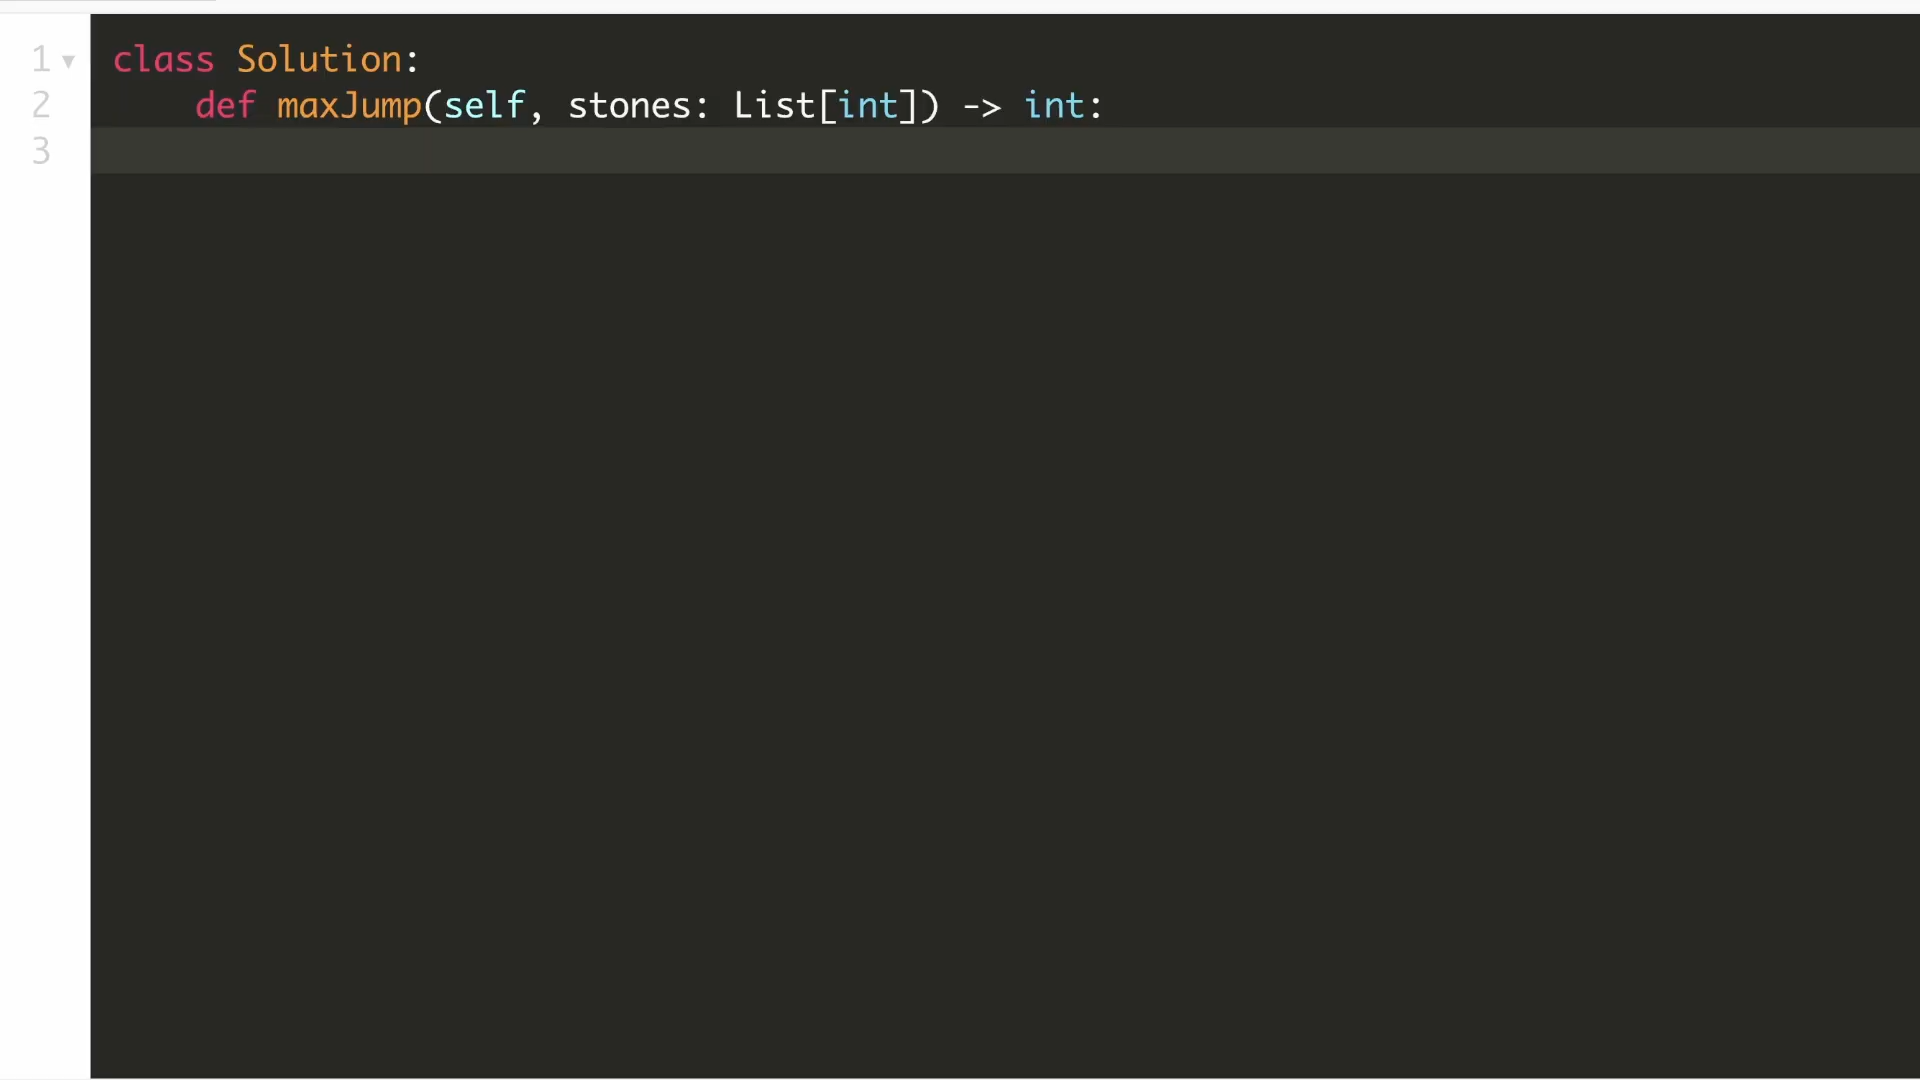 1 class Solution:
2 def maxJump(self, stones: List[int]) -> int:
3